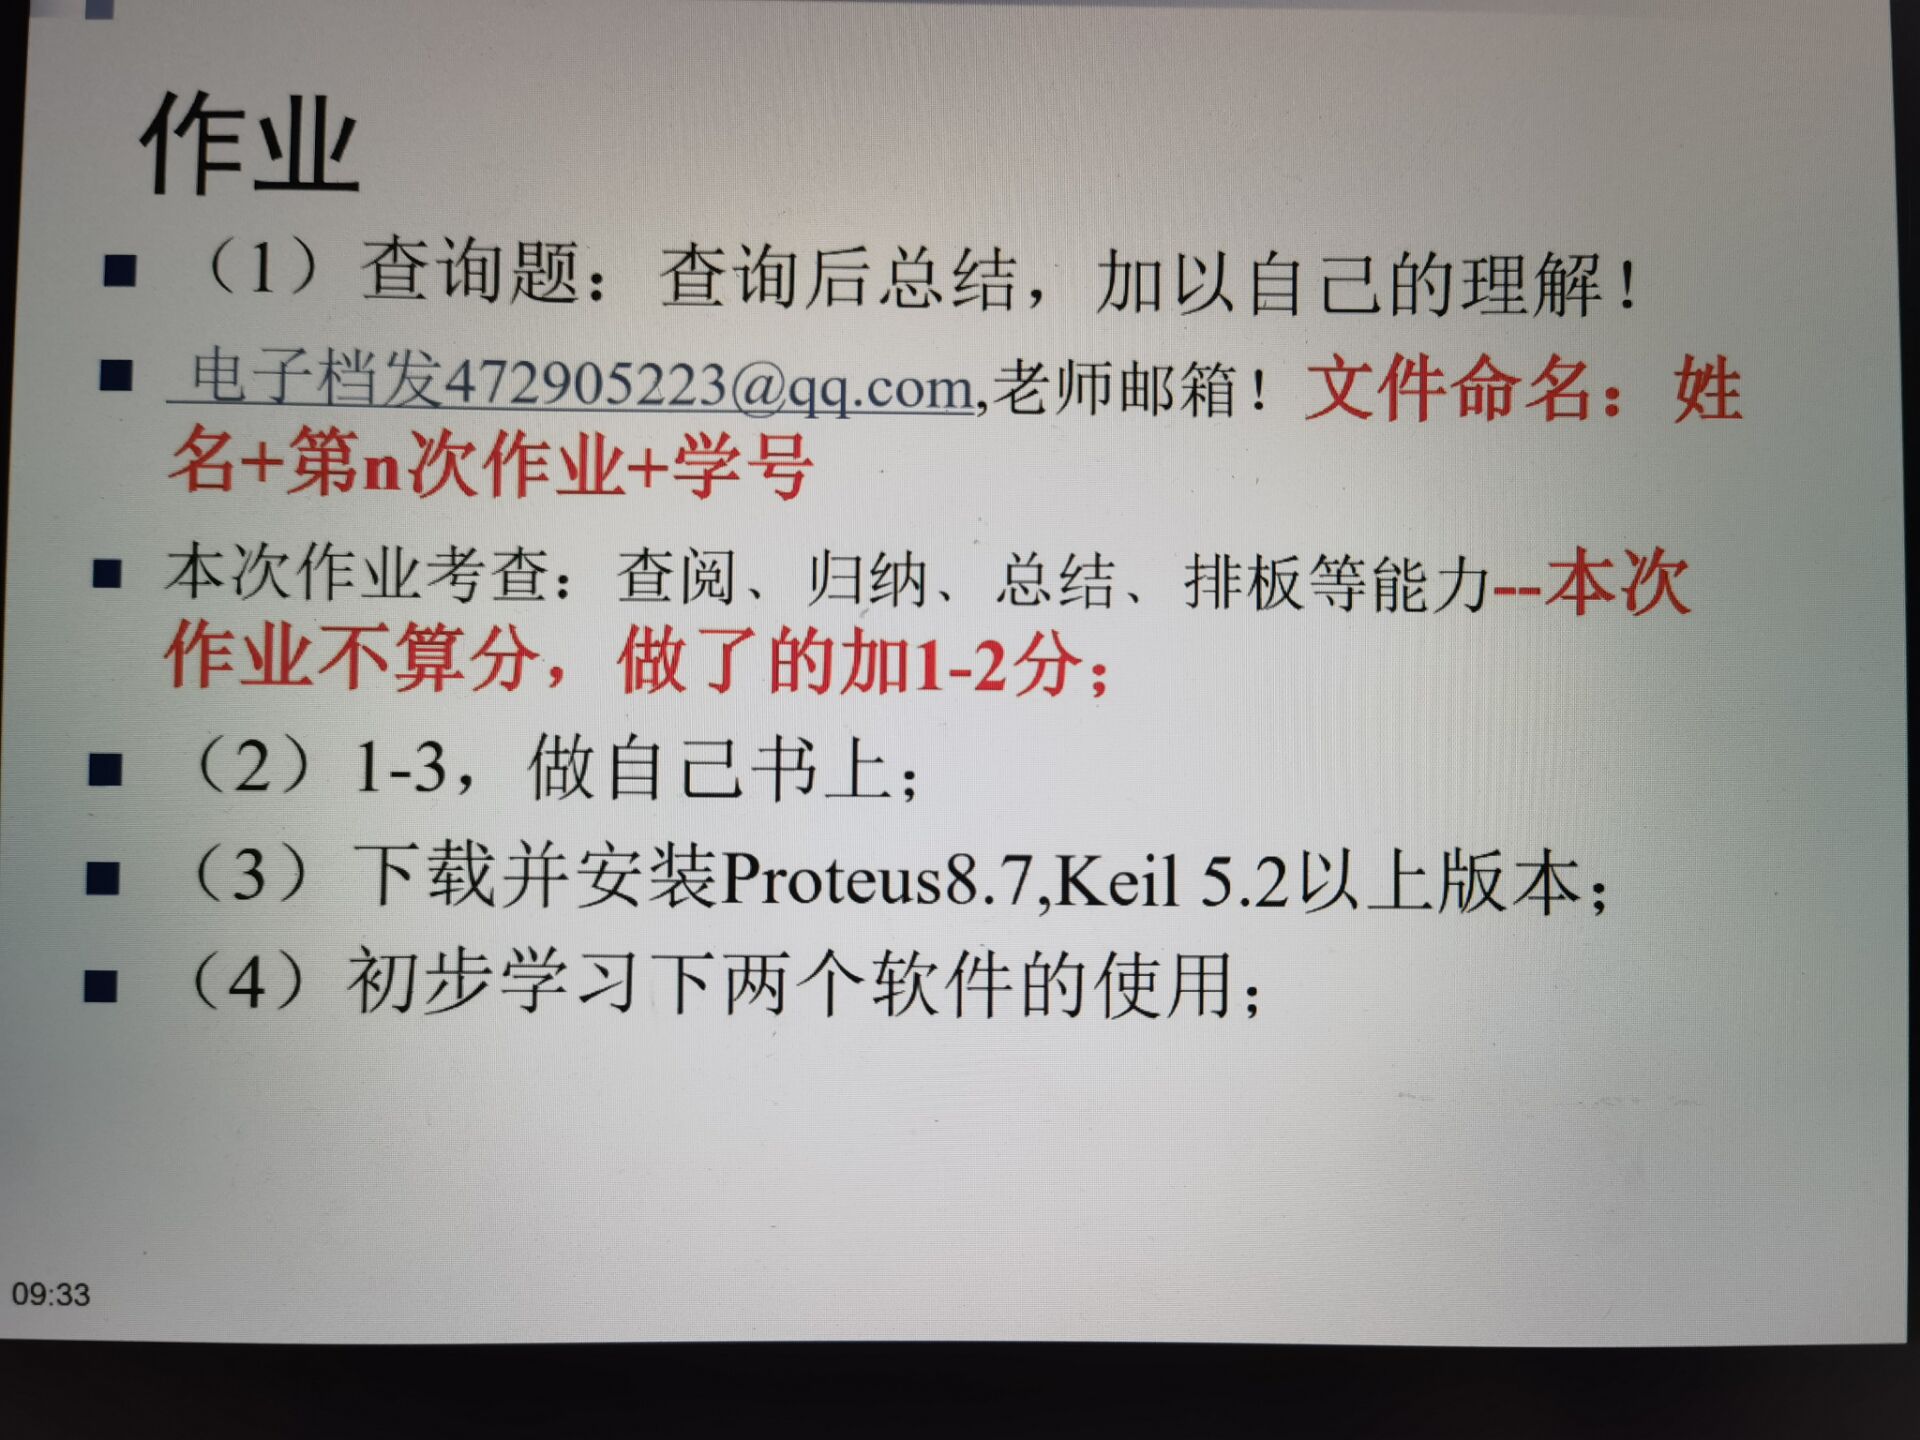 作业
（1）查询题：查询后总结，加以自己的理解！
电子档发472905223@qq.com,老师邮箱！文件命名：姓
名+第n次作业+学号
本次作业考查：查阅、归纳、总结、排板等能力--本次
作业不算分，做了的加1-2分；
（2）1-3，做自己书上；
（3）下载并安装Proteus8.7,Keil 5.2以上版本；
（4）初步学习下两个软件的使用；
09:33